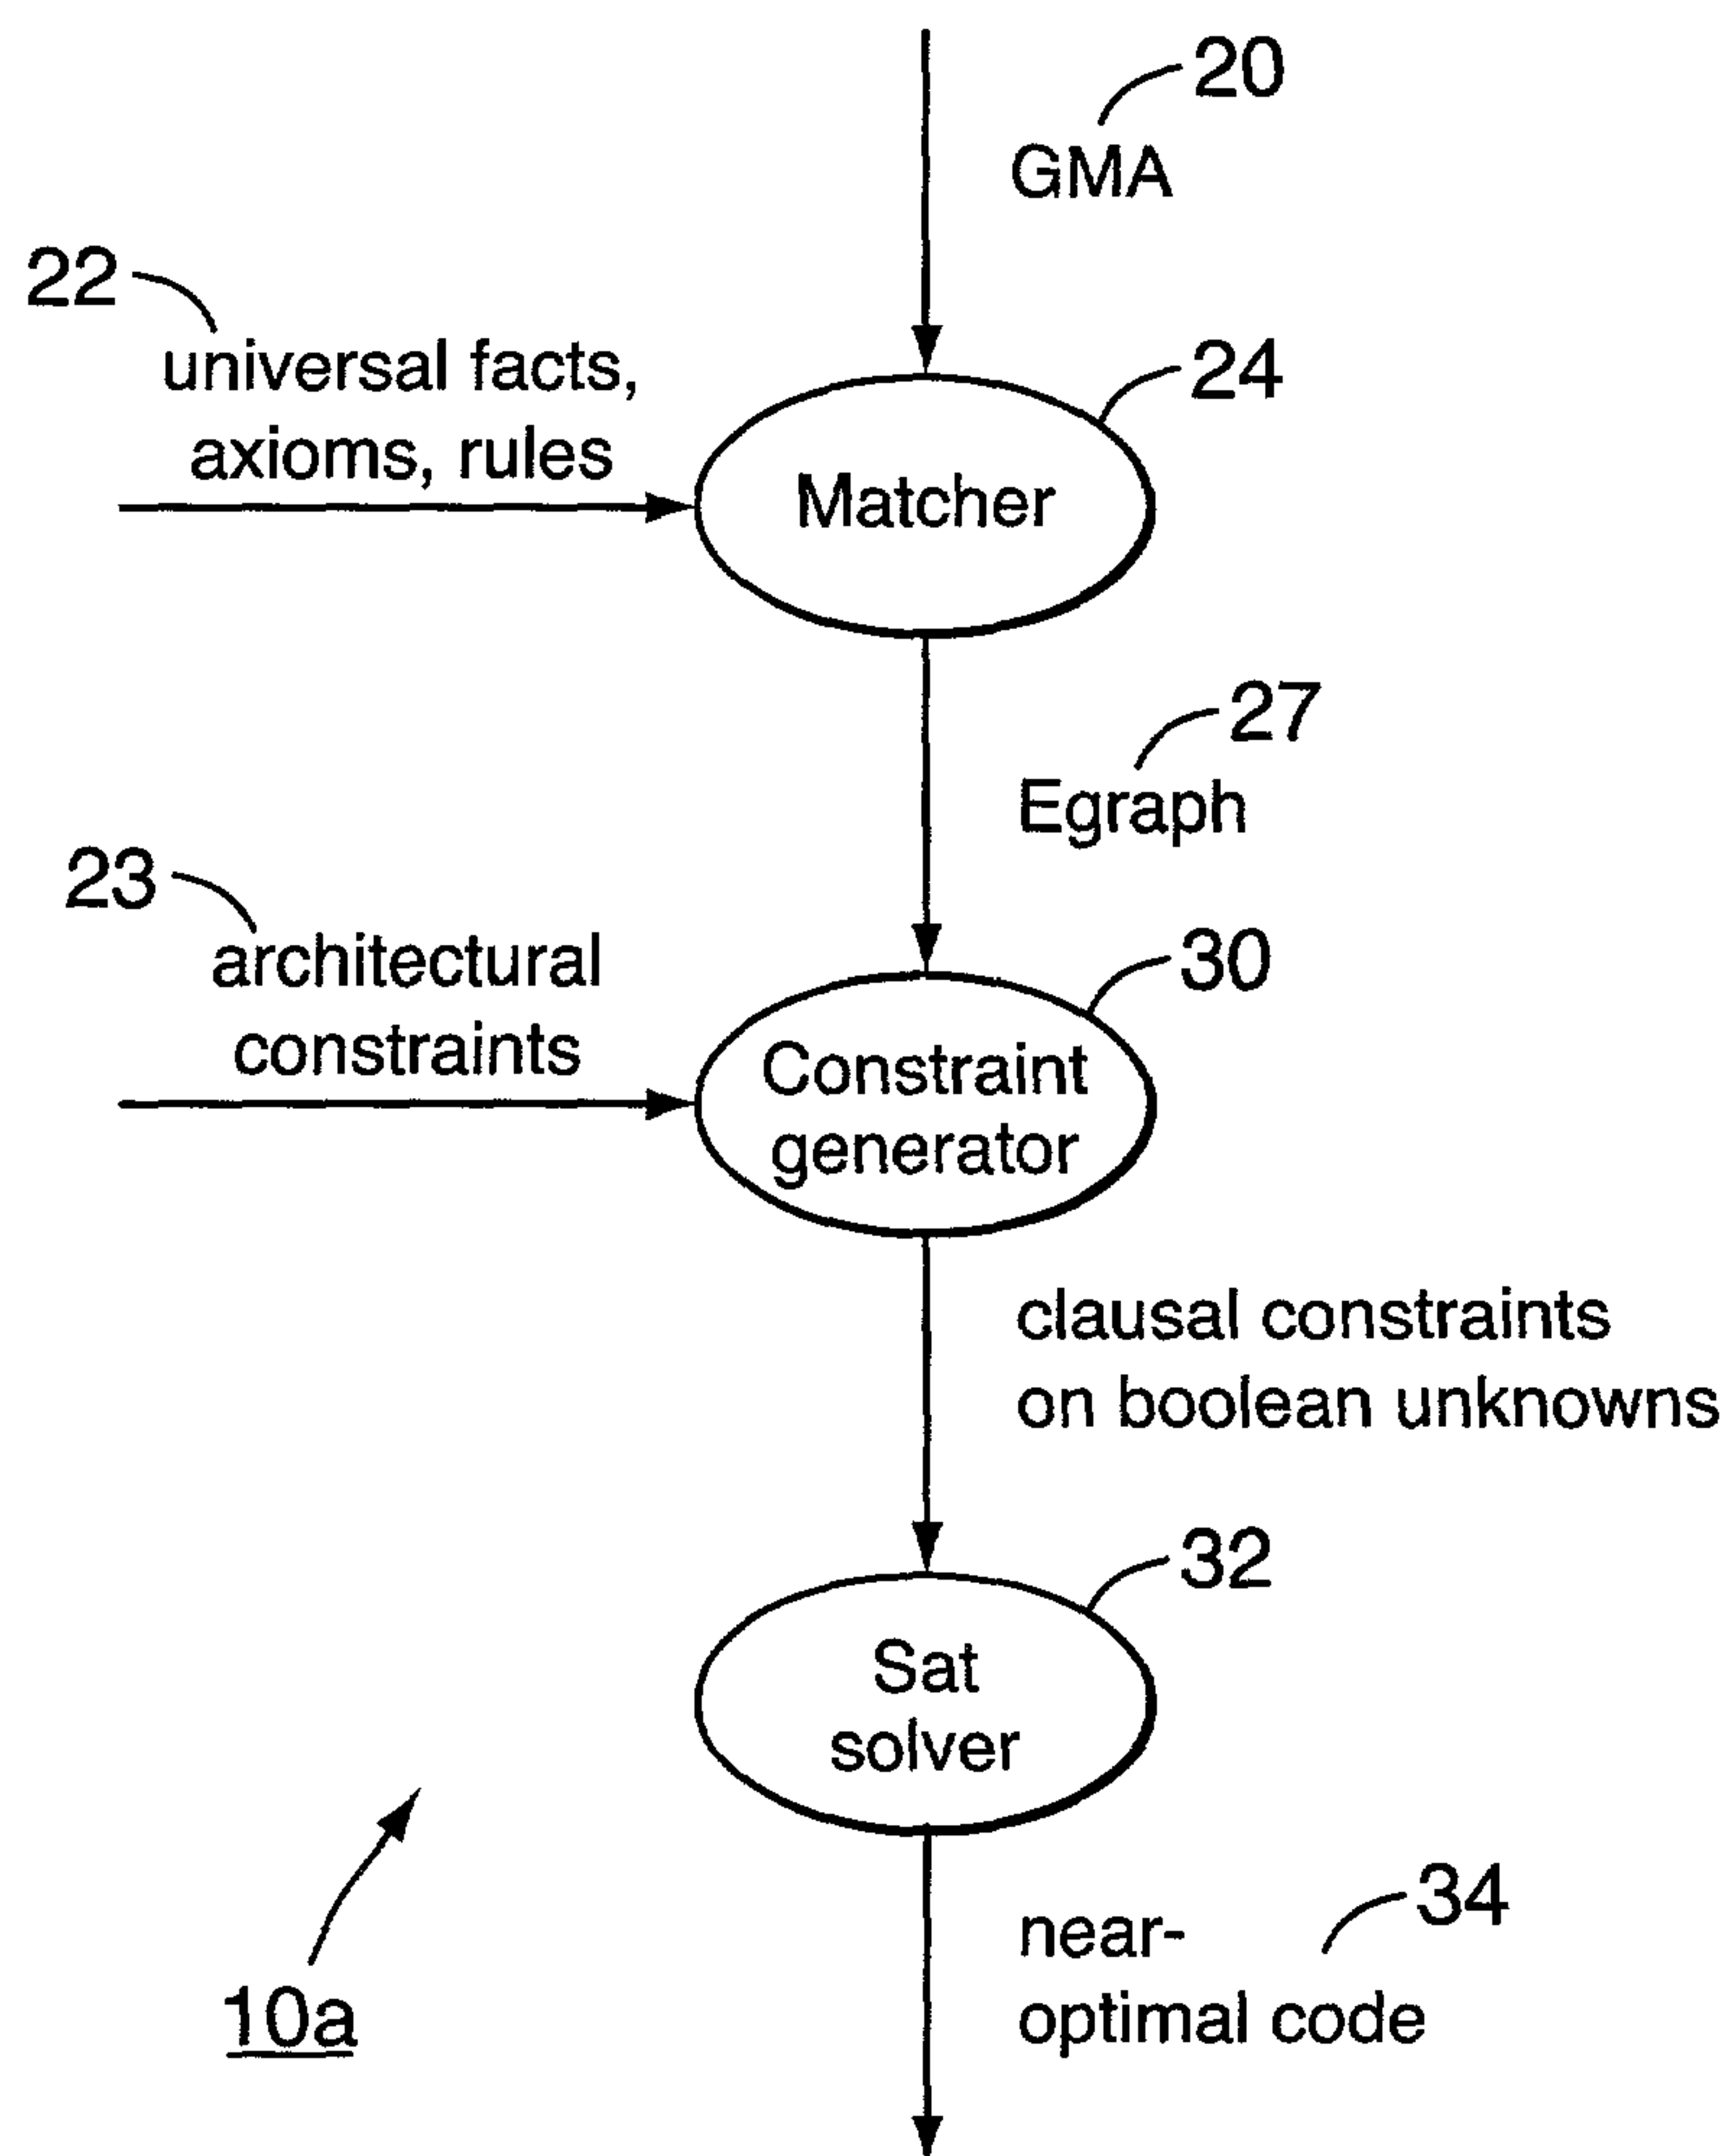 20
GMA
22
universal facts,
axioms, rules
24
Matcher
27
Egraph
23
architectural
constraints
30
Constraint
generator
clausal constraints
on boolean unknowns
32
Sat
solver
34
near-
optimal code
10a